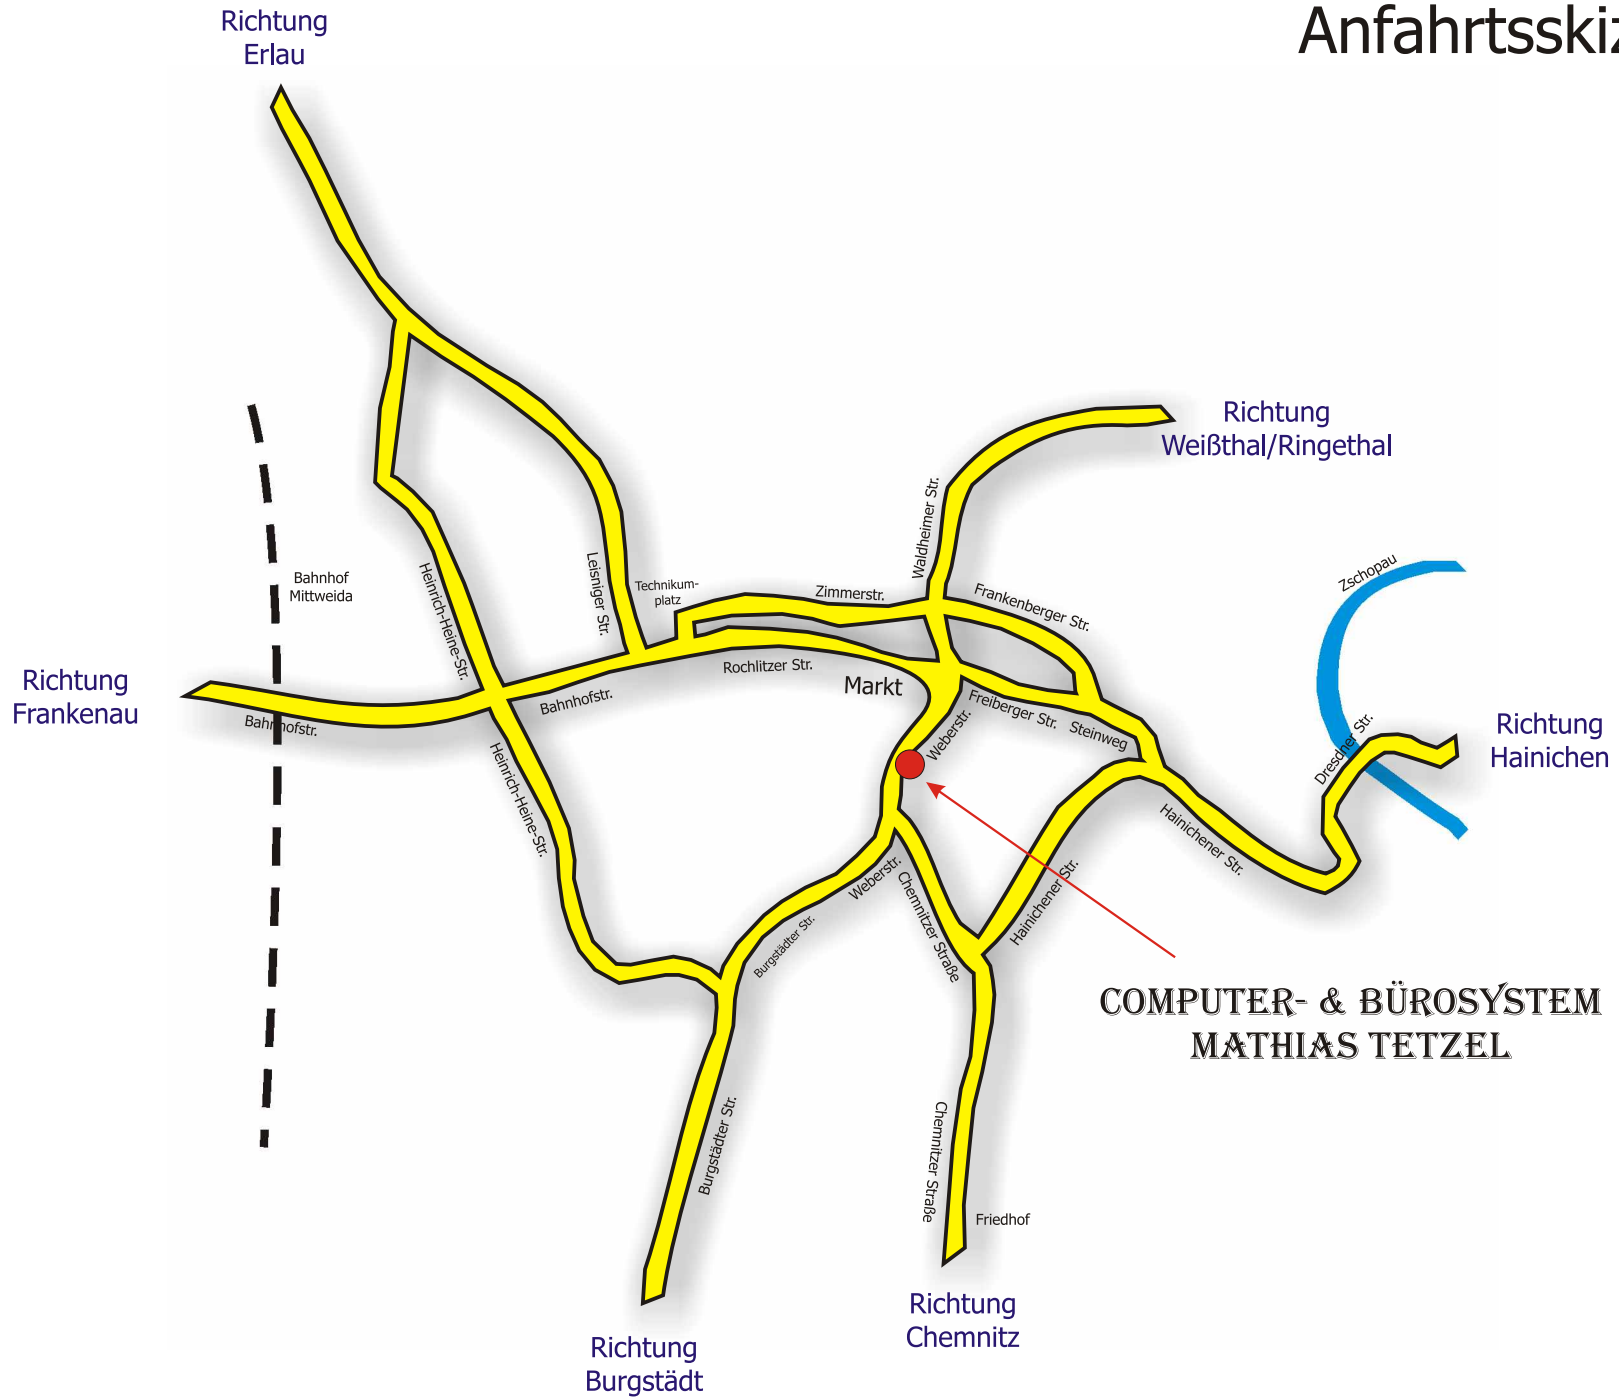 Richtung
Erlau
Anfahrtsskiz
Richtung
Weißthal/Ringethal
Waldheimer Str.
Zschopau
Bahnhof
Mittweida
Heinrich-Heine-Str.
Leisniger Str.
Technikum-
platz
Zimmerstr.
Frankenberger Str.
Richtung
Frankenau
Bahnhofstr.
Bahnhofstr.
Rochlitzer Str.
Markt
Freiberger Str.
Steinweg
Weberstr.
Dresdner Str.
Richtung
Hainichen
Heinrich-Heine-Str.
Hainichener Str.
Weberstr.
Chemnitzer Straße
Hainichener Str.
Burgstädter Str.
COMPUTER- & BÜROSYSTEM
MATHIAS TETZEL
Burgstädter Str.
Chemnitzer Straße
Friedhof
Richtung
Chemnitz
Richtung
Burgstädt